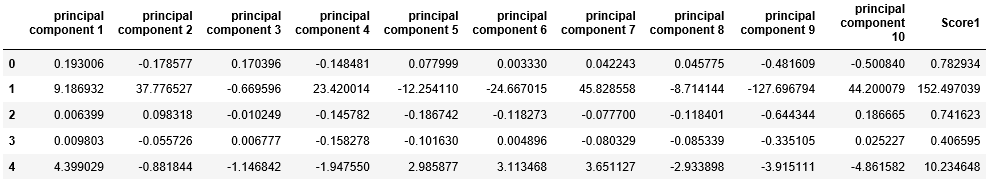 principal component 1 principal component 2 principal component 3 principal component 4 principal component 5 principal component 6 principal component 7 principal component 8 principal component 9 principal component 10 Score1
0 0.193006 -0.178577 0.170396 -0.148481 0.077999 0.003330 0.042243 0.045775 -0.481609 -0.500840 0.782934
1 9.186932 37.776527 -0.669596 23.420014 -12.254110 -24.667015 45.828558 -8.714144 -127.696794 44.200079 152.497039
2 0.006399 0.098318 -0.010249 -0.145782 -0.186742 -0.118273 -0.077700 -0.118401 -0.644344 0.186665 0.741623
3 0.009803 -0.055726 0.006777 -0.158278 -0.101630 0.004896 -0.080329 -0.085339 -0.335105 0.025227 0.406595
4 4.399029 -0.881844 -1.146842 -1.947550 2.985877 3.113468 3.651127 -2.933898 -3.915111 -4.861582 10.234648